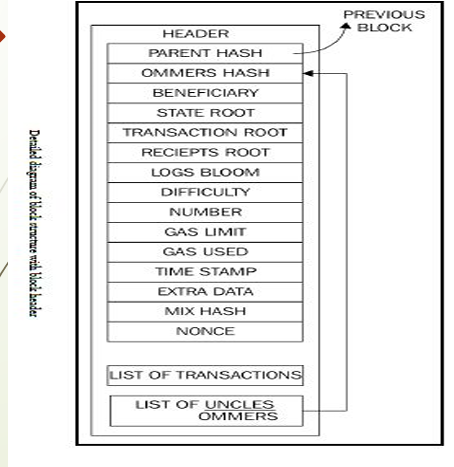 PREVIOUS
BLOCK
HEADER
PARENT HASH
OMMERS HASH
BENEFICIARY
STATE ROOT
TRANSACTION ROOT
RECIEPTS ROOT
LOGS BLOOM
DIFFICULTY
NUMBER
GAS LIMIT
GAS USED
TIME STAMP
EXTRA DATA
MIX HASH
NONCE
LIST OF TRANSACTIONS
LIST OF UNCLES
OMMERS
Detailed diagram of block structure with block header